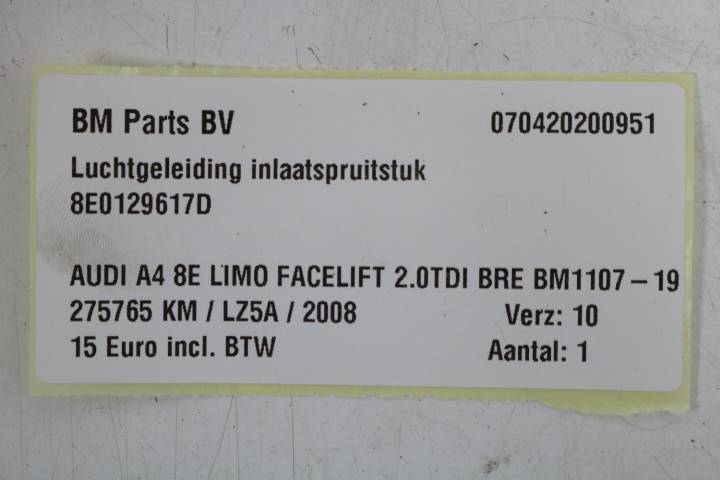 BM Parts BV 070420200951
Luchtgeleiding inlaatspruitstuk
8E0129617D
AUDI A4 8E LIMO FACELIFT 2.0TDI BRE BM1107 – 19
275765 KM / LZ5A / 2008 Verz: 10
15 Euro incl. BTW Aantal: 1